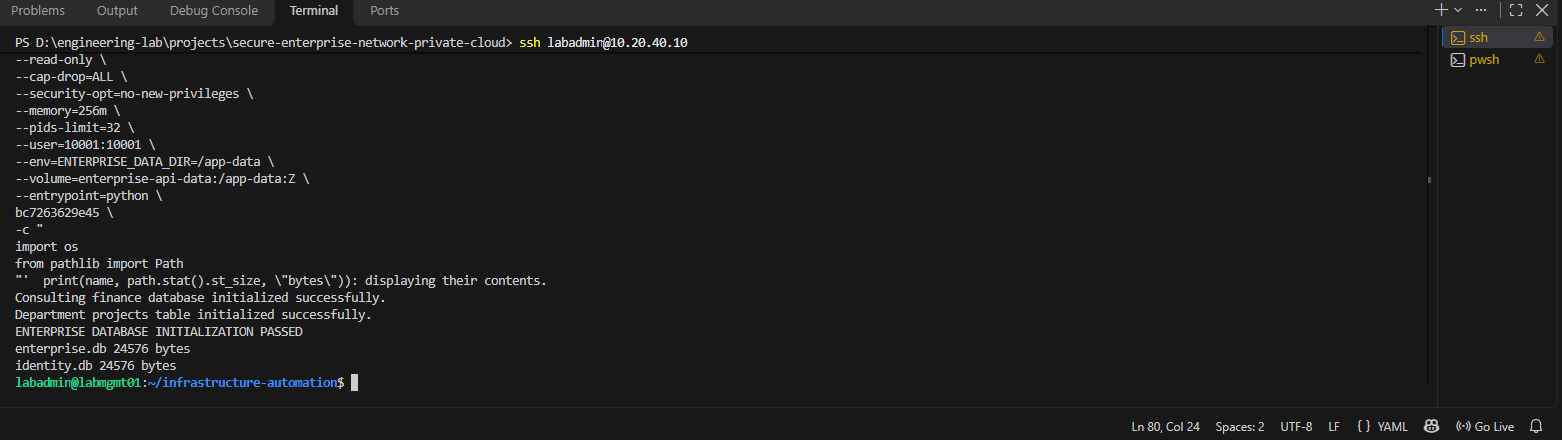 Problems Output Debug Console Terminal Ports
PS D:\engineering-lab\projects\secure-enterprise-network-private-cloud> ssh labadmin@10.20.40.10
--read-only \
--cap-drop=ALL \
--security-opt=no-new-privileges \
--memory=256m \
--pids-limit=32 \
--user=10001:10001 \
--env=ENTERPRISE_DATA_DIR=/app-data \
--volume=enterprise-api-data:/app-data:Z \
--entrypoint=python \
bc7263629e45 \
-c "
import os
from pathlib import Path
"'  print(name, path.stat().st_size, \"bytes\")): displaying their contents.
Consulting finance database initialized successfully.
Department projects table initialized successfully.
ENTERPRISE DATABASE INITIALIZATION PASSED
enterprise.db 24576 bytes
identity.db 24576 bytes
labadmin@labmgmt01:~/infrastructure-automation$
ssh
pwsh
Ln 80, Col 24 Spaces: 2 UTF-8 LF { } YAML Go Live